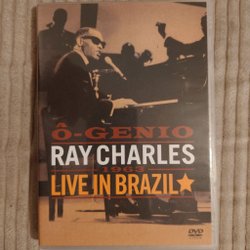 Ô-GENIO
RAY CHARLES
1963
LIVE IN BRAZIL
DVD